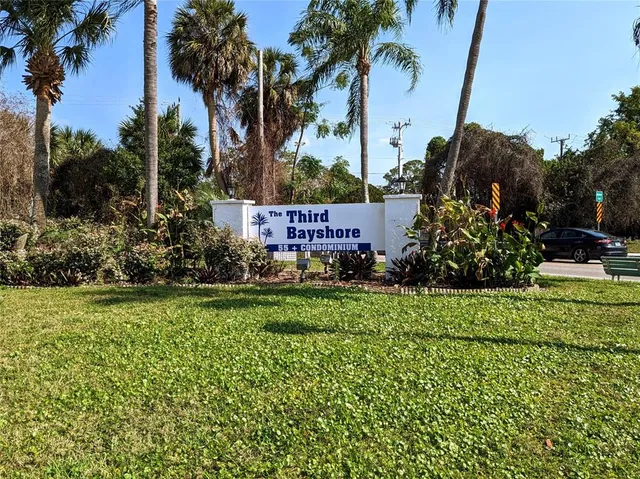 The Third
Bayshore
55 + CONDOMINIUM